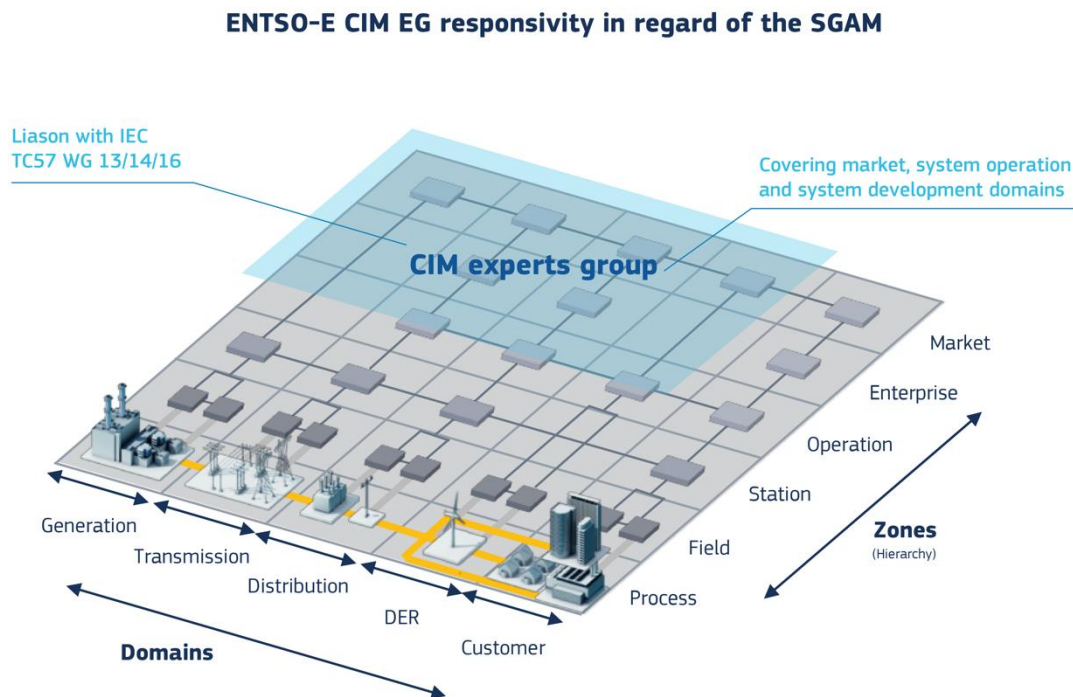 ENTSO-E CIM EG responsivity in regard of the SGAM
Liason with IEC
TC57 WG 13/14/16
Covering market, system operation
and system development domains
CIM experts group
Market
Enterprise
Operation
Station
Field
Process
Zones
(Hierarchy)
Generation
Transmission
Distribution
DER
Customer
Domains